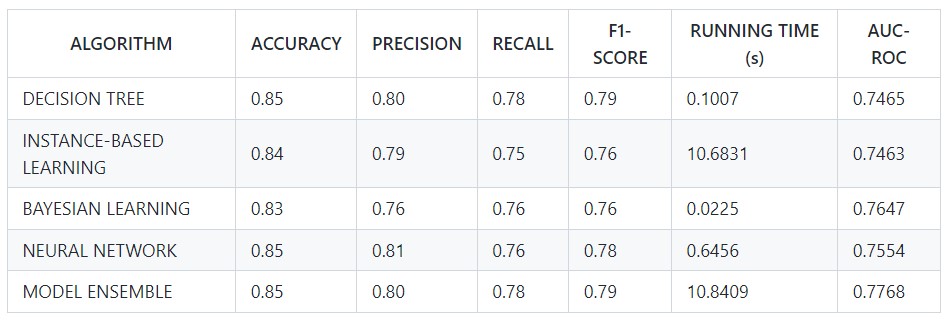 ALGORITHM ACCURACY PRECISION RECALL F1-SCORE RUNNING TIME (s) AUC-ROC
DECISION TREE 0.85 0.80 0.78 0.79 0.1007 0.7465
INSTANCE-BASED LEARNING 0.84 0.79 0.75 0.76 10.6831 0.7463
BAYESIAN LEARNING 0.83 0.76 0.76 0.76 0.0225 0.7647
NEURAL NETWORK 0.85 0.81 0.76 0.78 0.6456 0.7554
MODEL ENSEMBLE 0.85 0.80 0.78 0.79 10.8409 0.7768